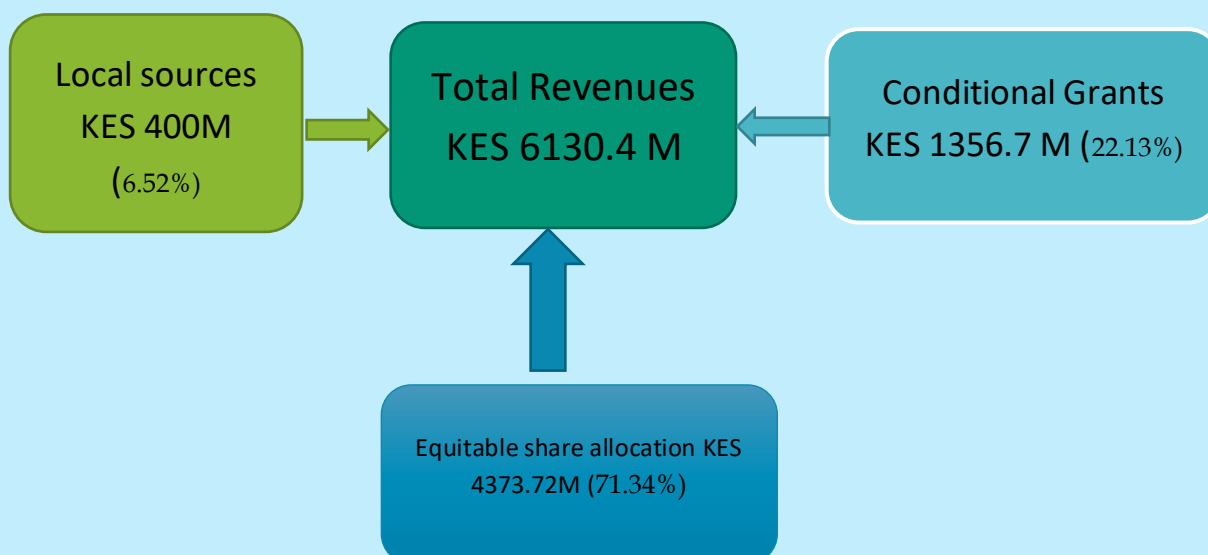 Local sources
KES 400M
(6.52%)
Total Revenues
KES 6130.4 M
Conditional Grants
KES 1356.7 M (22.13%)
Equitable share allocation KES
4373.72M (71.34%)